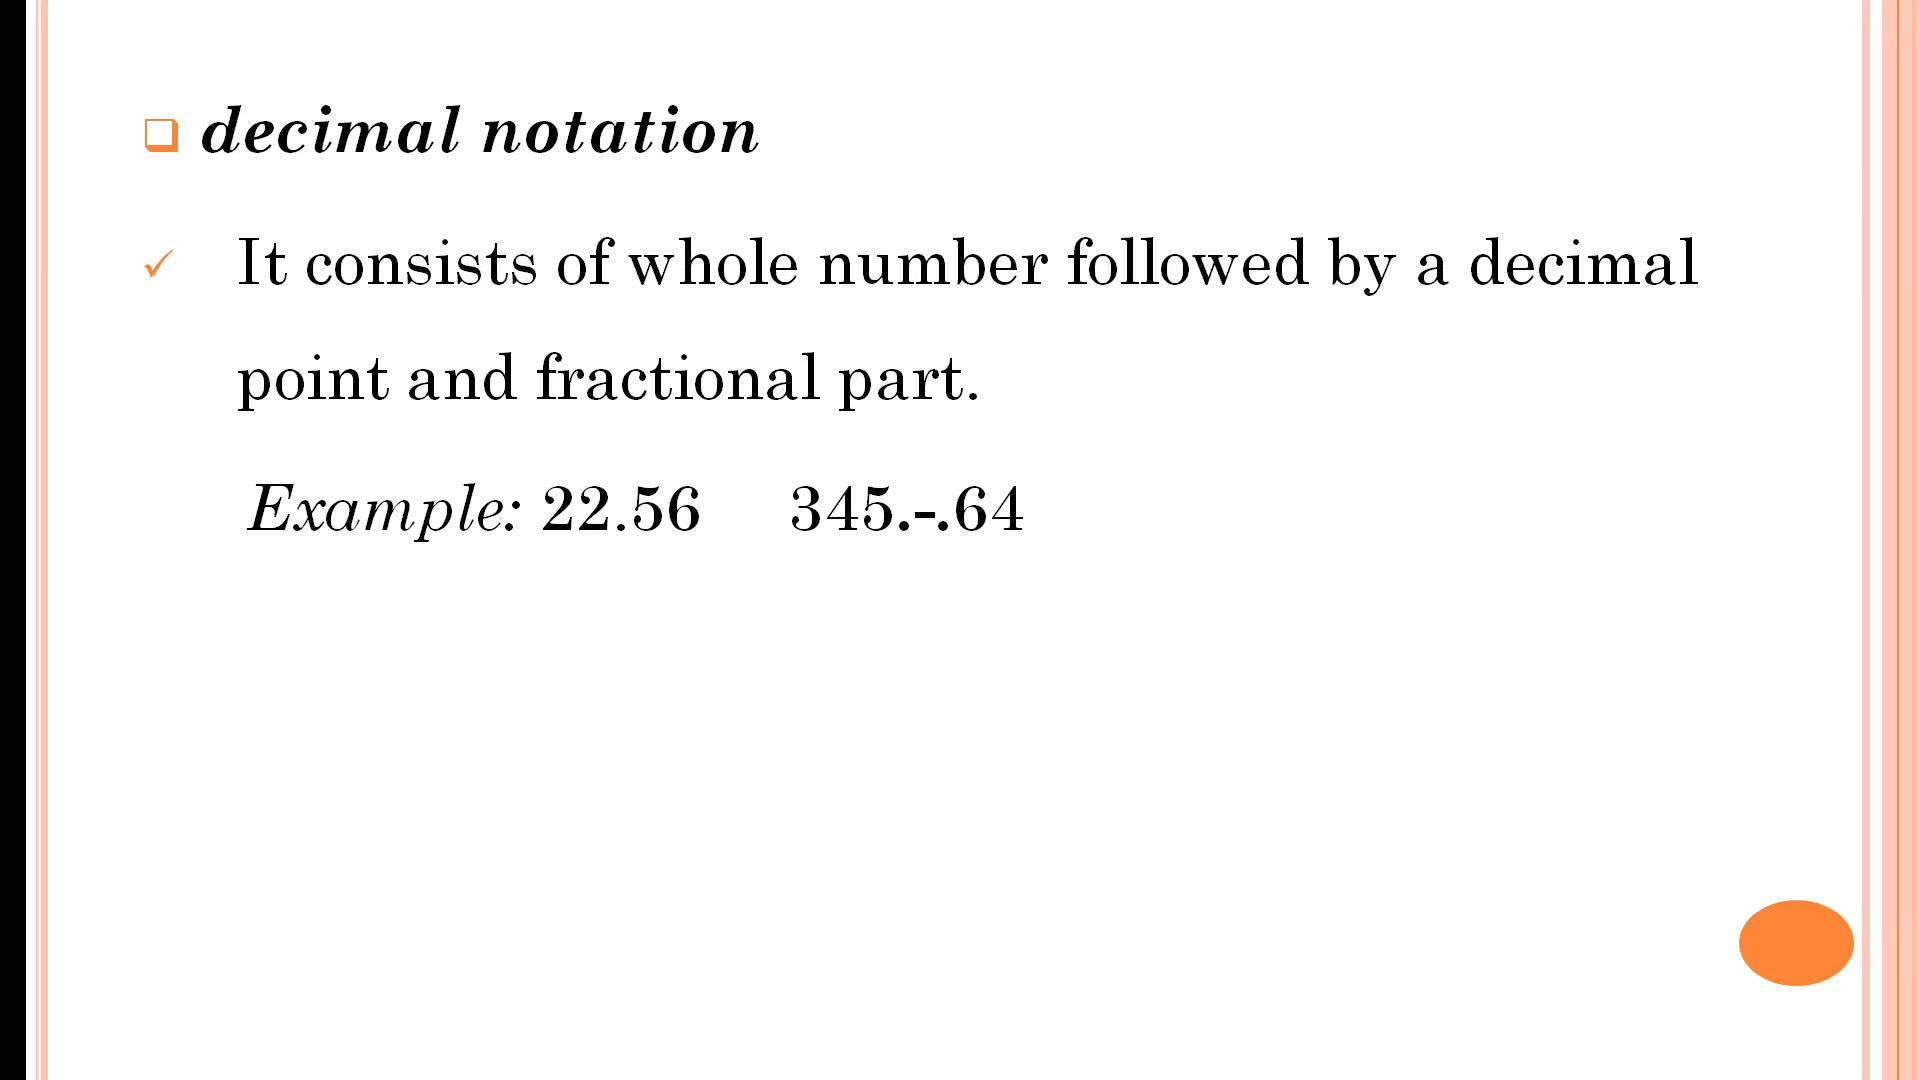 decimal notation
It consists of whole number followed by a decimal
point and fractional part.
Example: 22.56 345.-.64